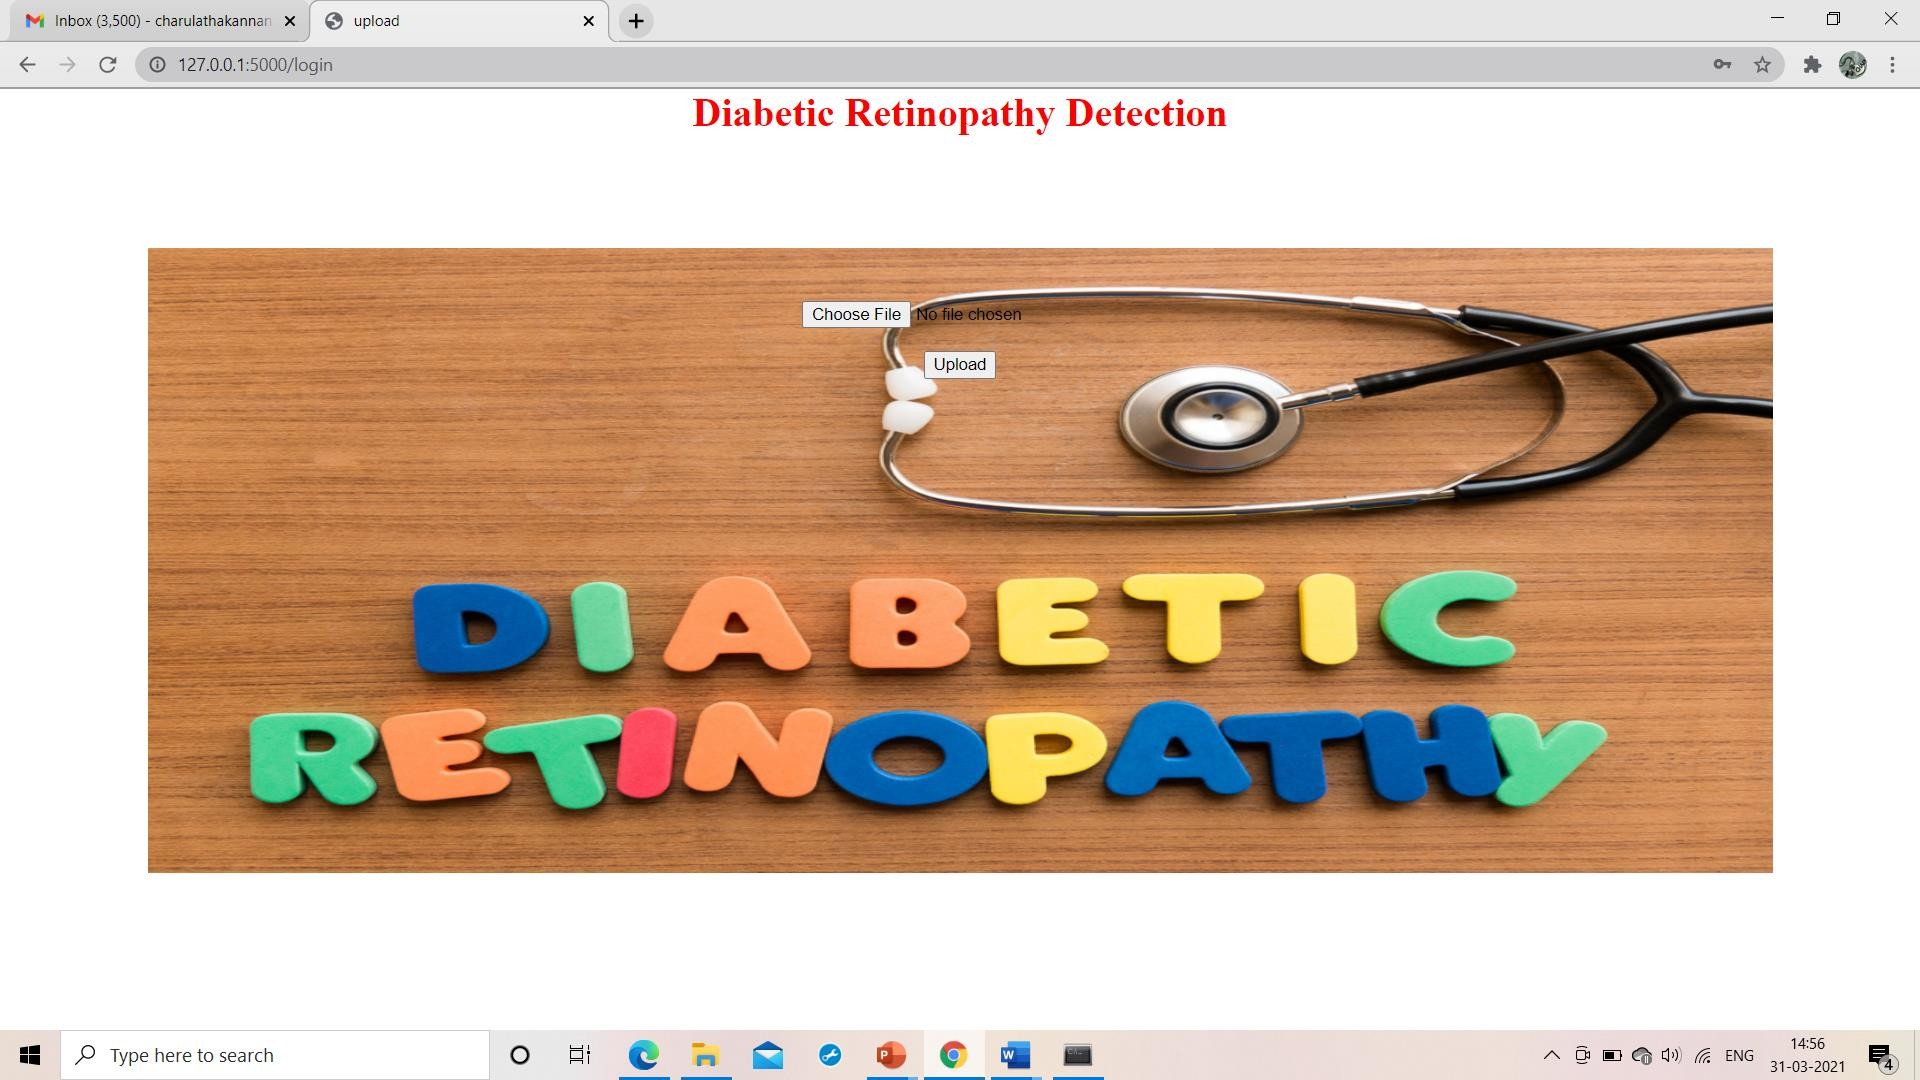 Inbox (3,500) - charulathakannan
upload
127.0.0.1:5000/login
Diabetic Retinopathy Detection
Choose File No file chosen
Upload
DIABETIC
RETINOPATHY
Type here to search
ENG
14:56
31-03-2021
4